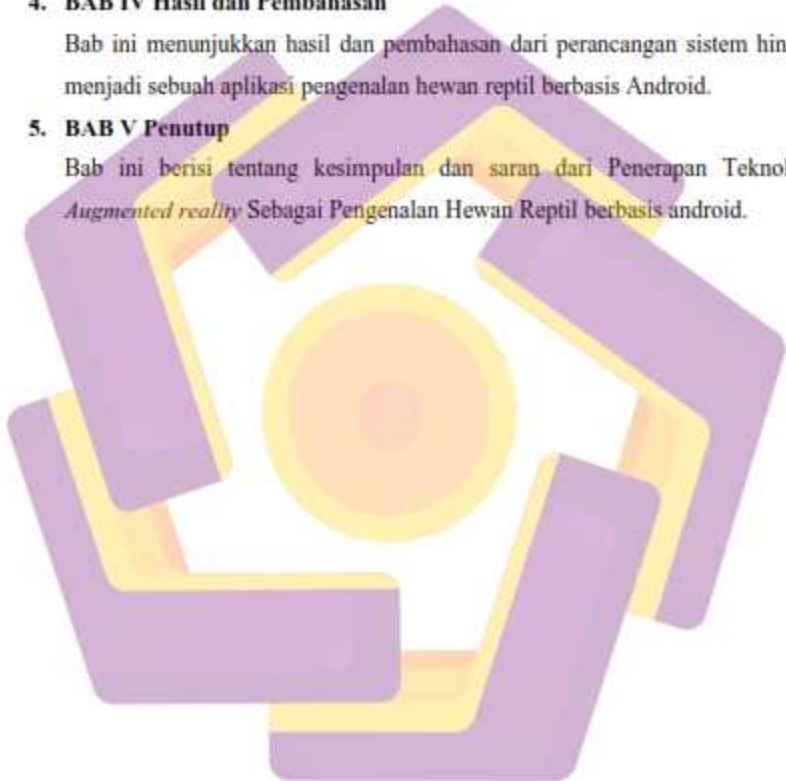 4. BAB IV Hasil dan Pembahasan
Bab ini menunjukkan hasil dan pembahasan dari perancangan sistem hin
menjadi sebuah aplikasi pengenalan hewan reptil berbasis Android.
5. BAB V Penutup
Bab ini berisi tentang kesimpulan dan saran dari Penerapan Teknol
Augmented reality Sebagai Pengenalan Hewan Reptil berbasis android.